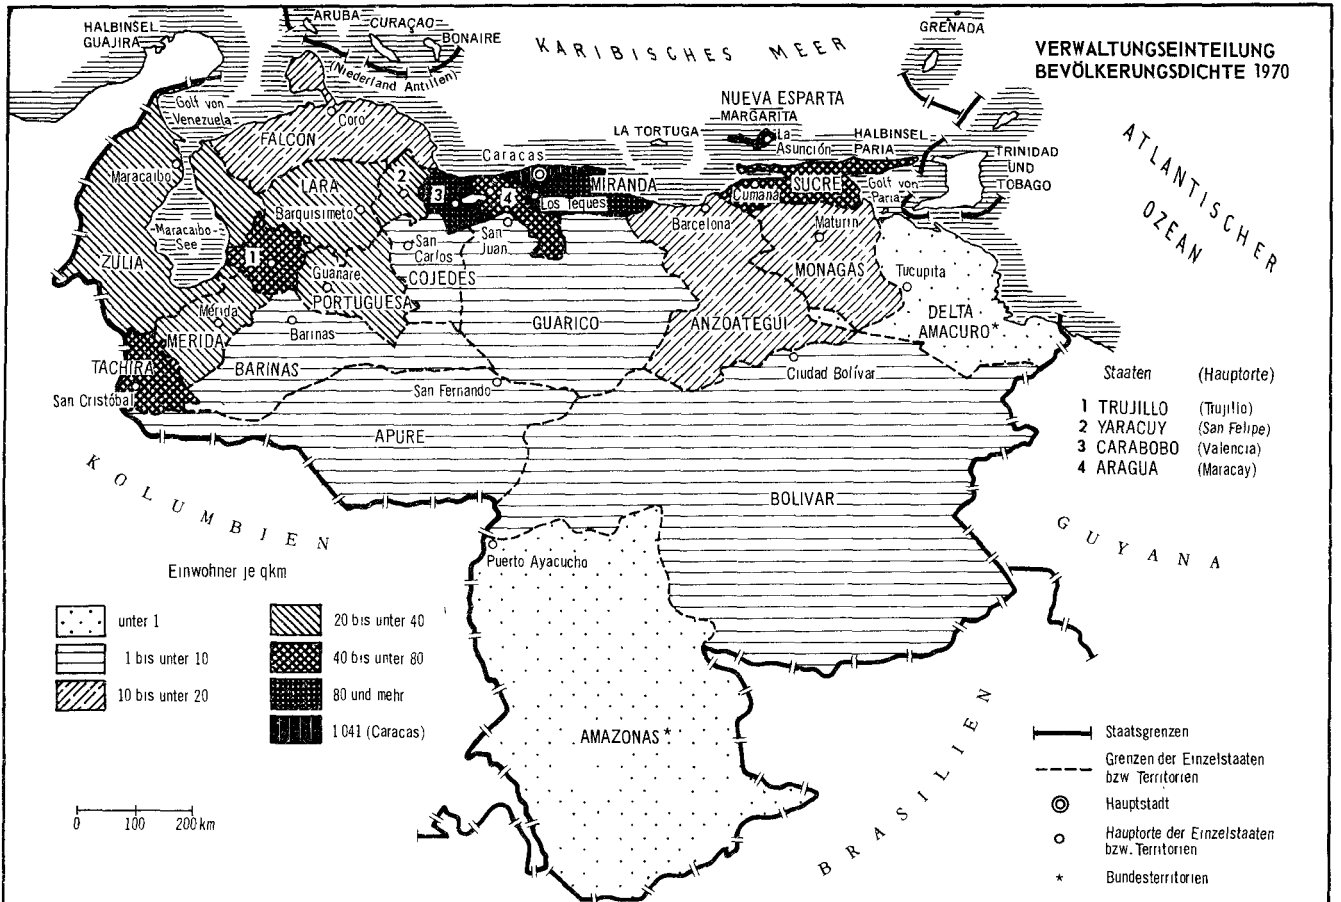 VERWALTUNGSEINTEILUNG
BEVÖLKERUNGSDICHTE 1970
HALBINSEL
GUAJIRA
ARUBA
CURAÇAO
BONAIRE
(Niederland Antillen)
KARIBISCHES MEER
GRENADA
Golf von
Venezuela
Coro
FALCON
NUEVA ESPARTA
MARGARITA
La
Asunción
LA TORTUGA
HALBINSEL
PARIA
TRINIDAD
UND
TOBAGO
ATLANTISCHER
OZEAN
Maracaibo
LARA
2
3
4
Caracas
MIRANDA
Los Teques
Cumaná
SUCRE
Golf von
Paria
Barquisimeto
Maracaibo-
See
San
Carlos
San
Juan
Barcelona
Maturín
ZULIA
1
Guanare
PORTUGUESA
COJEDES
MONAGAS
Tucupita
Mérida
MERIDA
Barinas
GUARICO
ANZOATEGUI
DELTA
AMACURO*
TACHIRA
BARINAS
San Fernando
Ciudad Bolívar
San Cristóbal
APURE
BOLIVAR
Staaten (Hauptorte)
1 TRUJILLO (Trujillo)
2 YARACUY (San Felipe)
3 CARABOBO (Valencia)
4 ARAGUA (Maracay)
KOLUMBIEN
GUYANA
Puerto Ayacucho
AMAZONAS*
BRASILIEN
Einwohner je qkm
unter 1
1 bis unter 10
10 bis unter 20
20 bis unter 40
40 bis unter 80
80 und mehr
1041 (Caracas)
0 100 200 km
Staatsgrenzen
Grenzen der Einzelstaaten
bzw Territorien
Hauptstadt
Hauptorte der Einzelstaaten
bzw. Territorien
* Bundesterritorien